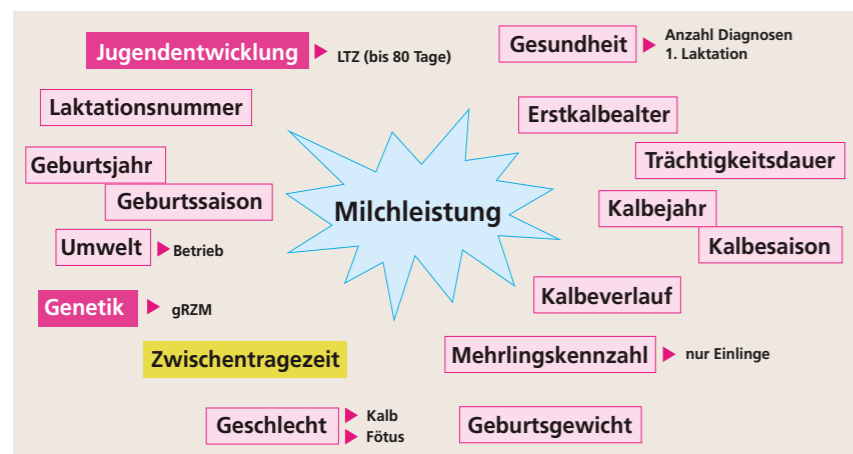 Jugendentwicklung
LTZ (bis 80 Tage)
Gesundheit
Anzahl Diagnosen
1. Laktation
Laktationsnummer
Erstkalbealter
Geburtsjahr
Trächtigkeitsdauer
Geburtssaison
Milchleistung
Kalbejahr
Umwelt
Betrieb
Kalbesaison
Genetik
gRZM
Kalbeverlauf
Zwischentragezeit
Mehrlingskennzahl
nur Einlinge
Geschlecht
Kalb
Fötus
Geburtsgewicht